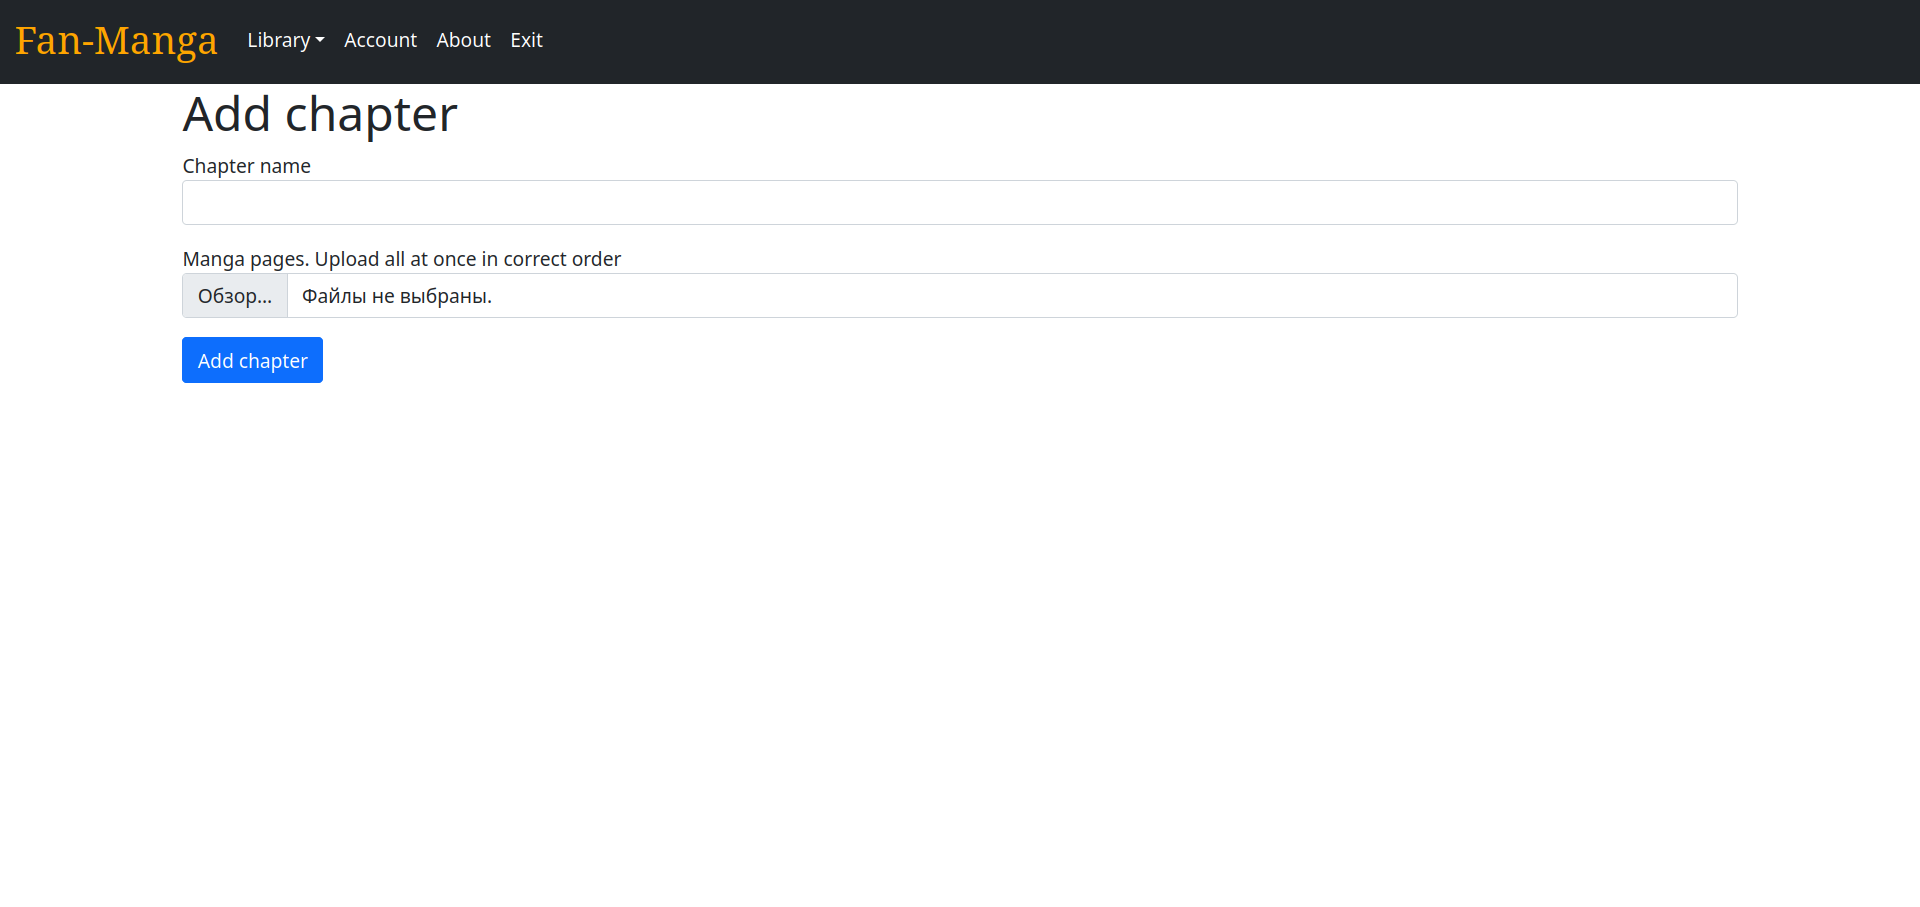 Fan-Manga Library Account About Exit
Add chapter
Chapter name
Manga pages. Upload all at once in correct order
Обзор... Файлы не выбраны.
Add chapter